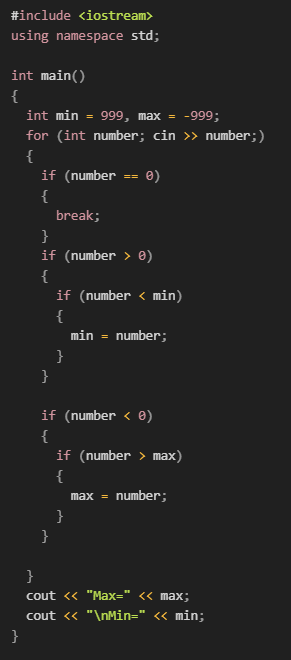 #include <iostream>
using namespace std;

int main()
{
  int min = 999, max = -999;
  for (int number; cin >> number;)
  {
    if (number == 0)
    {
      break;
    }
    if (number > 0)
    {
      if (number < min)
      {
        min = number;
      }
    }

    if (number < 0)
    {
      if (number > max)
      {
        max = number;
      }
    }

  }
  cout << "Max=" << max;
  cout << "\nMin=" << min;
}